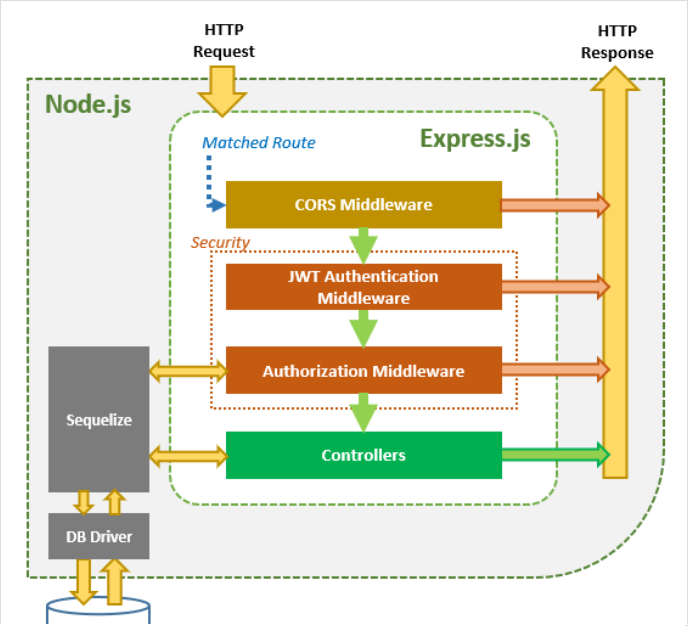 HTTP
Request
HTTP
Response
Node.js
Express.js
Matched Route
CORS Middleware
Security
JWT Authentication
Middleware
Authorization Middleware
Sequelize
Controllers
DB Driver